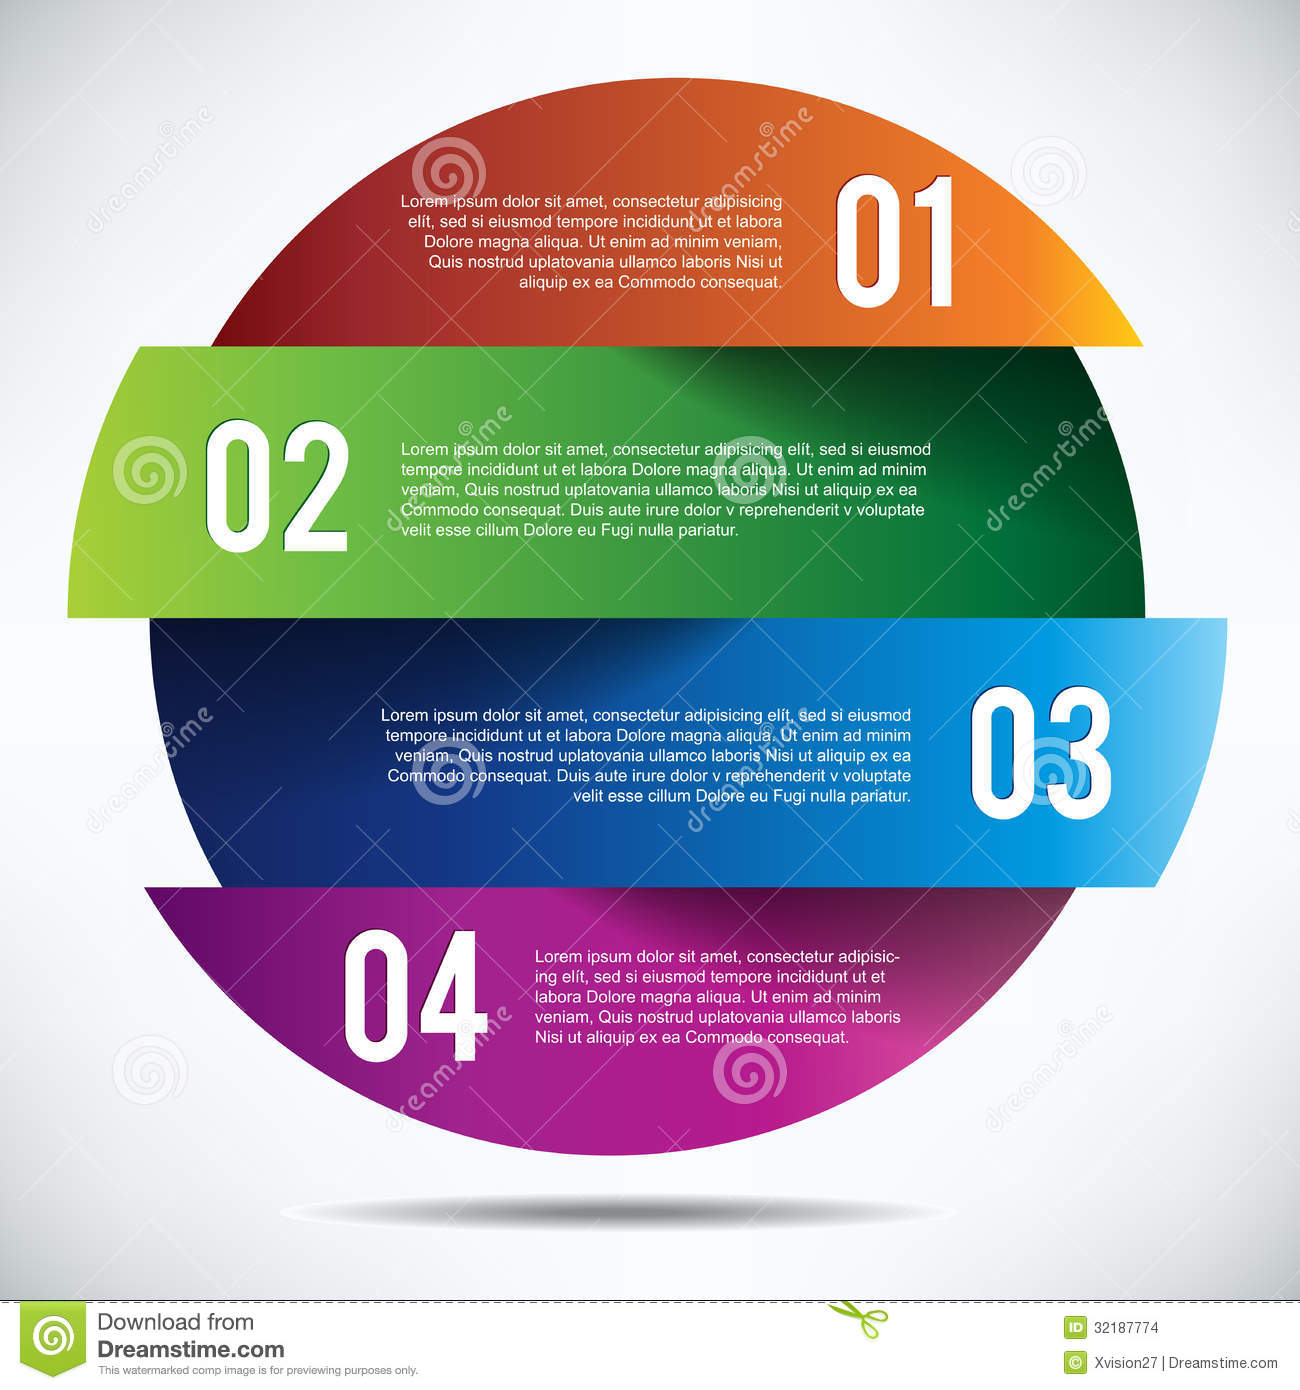 Lorem ipsum dolor sit amet, consectetur adipisicing
elít, sed si eiusmod tempore incididunt ut et labora
Dolore magna aliqua. Ut enim ad minim veniam,
Quis nostrud uplatovania ullamco laboris Nisi ut
aliquip ex ea Commodo consequat.
01
02
Lorem ipsum dolor sit amet, consectetur adipisicing elít, sed si eiusmod
tempore incididunt ut et labora Dolore magna aliqua. Ut enim ad minim
veniam, Quis nostrud uplatovania ullamco laboris Nisi ut aliquip ex ea
Commodo consequat. Duis aute irure dolor v reprehenderit v voluptate
velit esse cillum Dolore eu Fugi nulla pariatur.
Lorem ipsum dolor sit amet, consectetur adipisicing elít, sed si eiusmod
tempore incididunt ut et labora Dolore magna aliqua. Ut enim ad minim
veniam, Quis nostrud uplatovania ullamco laboris Nisi ut aliquip ex ea
Commodo consequat. Duis aute irure dolor v reprehenderit v voluptate
velit esse cillum Dolore eu Fugi nulla pariatur.
03
04
Lorem ipsum dolor sit amet, consectetur adipisic-
ing elít, sed si eiusmod tempore incididunt ut et
labora Dolore magna aliqua. Ut enim ad minim
veniam, Quis nostrud uplatovania ullamco laboris
Nisi ut aliquip ex ea Commodo consequat.
dreamstime
dreamstime
dreamstime
dreamstime
dreamstime
dreamstime
dreamstime
dreamstime
Download from
Dreamstime.com
This watermarked comp image is for previewing purposes only.
ID 32187774
© Xvision27 | Dreamstime.com